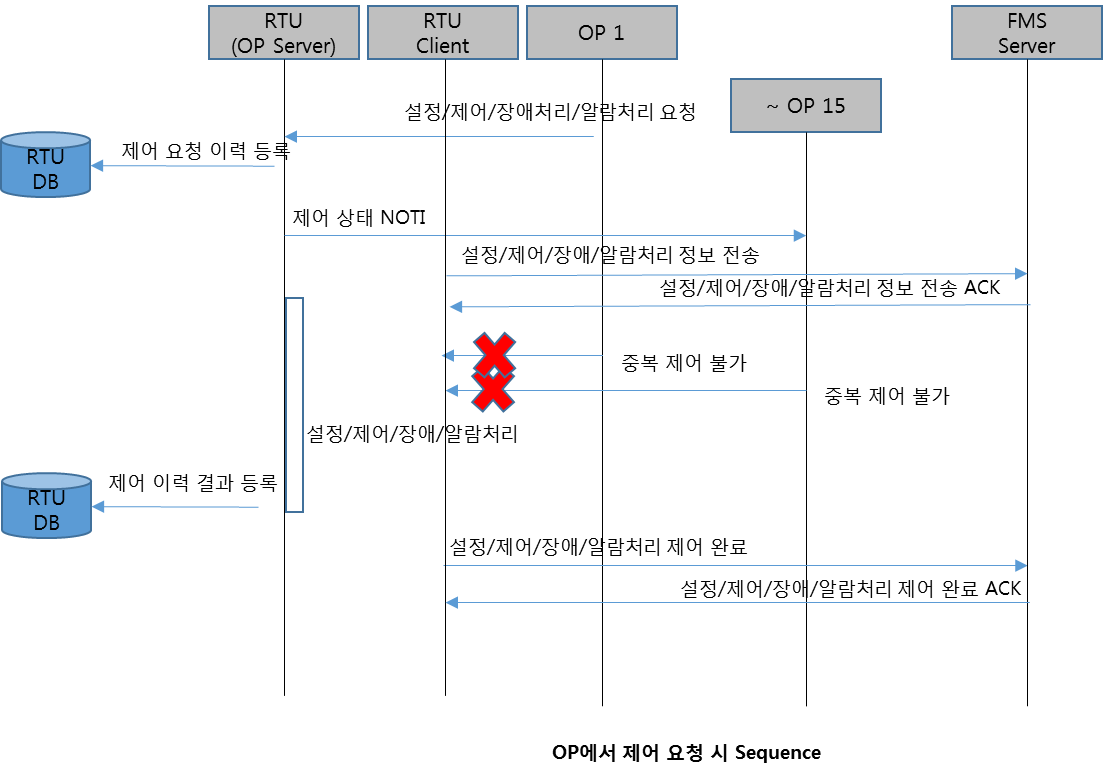 RTU
(OP Server)
RTU
Client
OP 1
FMS
Server
~ OP 15
설정/제어/장애처리/알람처리 요청
제어 요청 이력 등록
RTU
DB
제어 상태 NOTI
설정/제어/장애/알람처리 정보 전송
설정/제어/장애/알람처리 정보 전송 ACK
중복 제어 불가
중복 제어 불가
설정/제어/장애/알람처리
제어 이력 결과 등록
RTU
DB
설정/제어/장애/알람처리 제어 완료
설정/제어/장애/알람처리 제어 완료 ACK
OP에서 제어 요청 시 Sequence